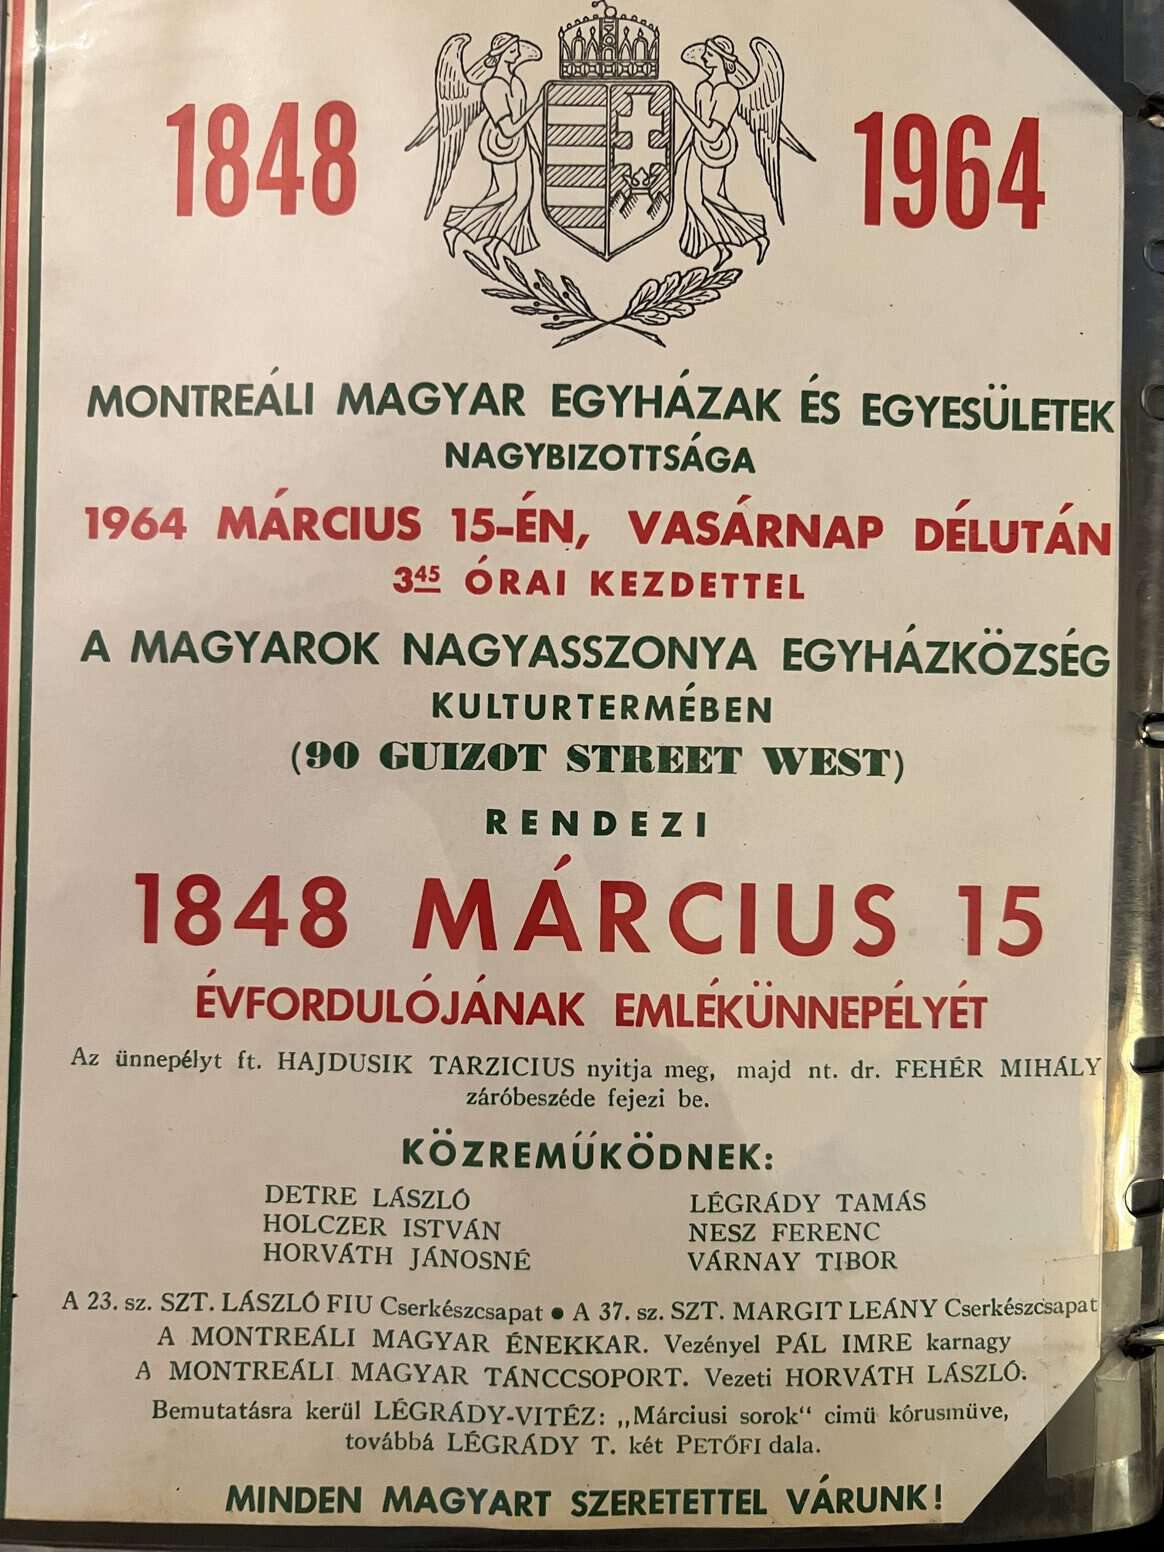 1848 1964
MONTREÁLI MAGYAR EGYHÁZAK ÉS EGYESÜLETEK
NAGYBIZOTTSÁGA
1964 MÁRCIUS 15-ÉN, VASÁRNAP DÉLUTÁN
3⁴⁵ ÓRAI KEZDETTEL
A MAGYAROK NAGYASSZONYA EGYHÁZKÖZSÉG
KULTURTERMÉBEN
(90 GUIZOT STREET WEST)
RENDEZI
1848 MÁRCIUS 15
ÉVFORDULÓJÁNAK EMLÉKÜNNEPÉLYÉT
Az ünnepélyt ft. HAJDUSIK TARZICIUS nyitja meg, majd nt. dr. FEHÉR MIHÁLY
záróbeszéde fejezi be.
KÖZREMŰKÖDNEK:
DETRE LÁSZLÓ LÉGRÁDY TAMÁS
HOLCZER ISTVÁN NESZ FERENC
HORVÁTH JÁNOSNÉ VÁRNAY TIBOR
A 23. sz. SZT. LÁSZLÓ FIU Cserkészcsapat ● A 37. sz. SZT. MARGIT LEÁNY Cserkészcsapat
A MONTREÁLI MAGYAR ÉNEKKAR. Vezényel PÁL IMRE karnagy
A MONTREÁLI MAGYAR TÁNCCSOPORT. Vezeti HORVÁTH LÁSZLÓ.
Bemutatásra kerül LÉGRÁDY-VITÉZ: „Márciusi sorok“ cimü kórusmüve,
továbbá LÉGRÁDY T. két PETŐFI dala.
MINDEN MAGYART SZERETETTEL VÁRUNK!